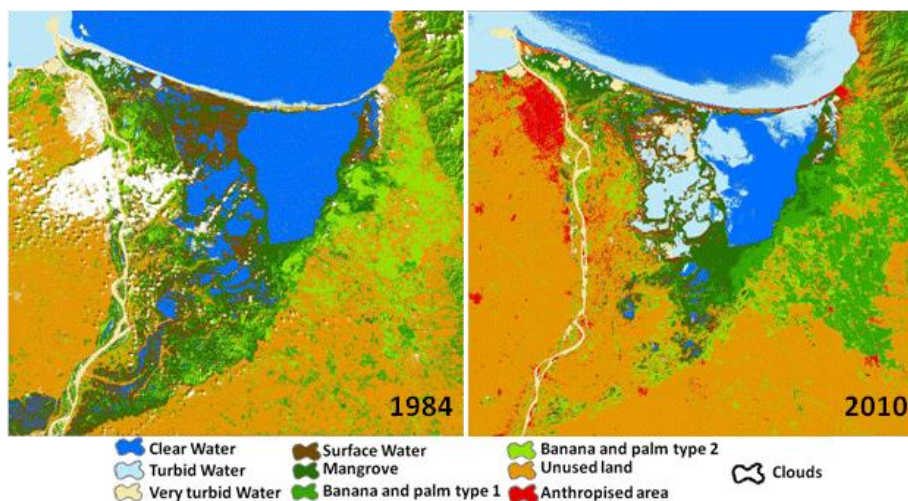 1984
2010
Clear Water
Surface Water
Banana and palm type 2
Turbid Water
Mangrove
Unused land
Clouds
Very turbid Water
Banana and palm type 1
Anthropised area